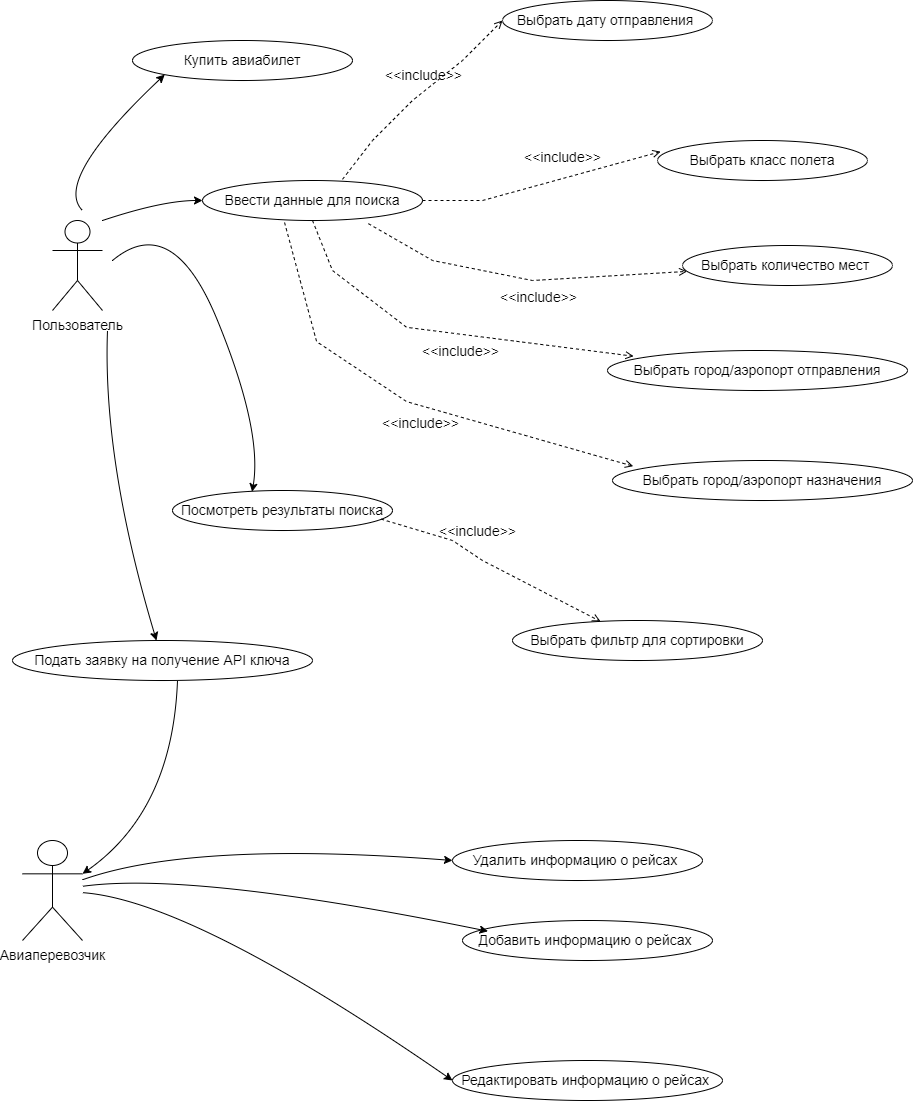 Выбрать дату отправления
Купить авиабилет
<<include>>
<<include>>
Выбрать класс полета
Ввести данные для поиска
Выбрать количество мест
<<include>>
Пользователь
<<include>>
Выбрать город/аэропорт отправления
<<include>>
Выбрать город/аэропорт назначения
Посмотреть результаты поиска
<<include>>
Выбрать фильтр для сортировки
Подать заявку на получение API ключа
Удалить информацию о рейсах
Добавить информацию о рейсах
Авиаперевозчик
Редактировать информацию о рейсах